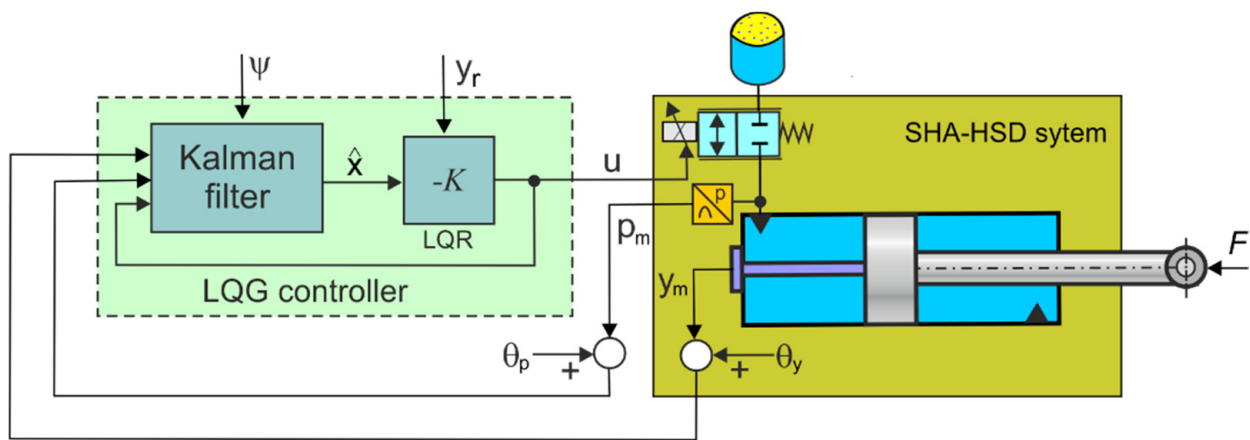 ψ
y_r
Kalman
filter
x̂
-K
LQR
LQG controller
u
p_m
p
SHA-HSD sytem
y_m
F
θ_p
+
+
θ_y